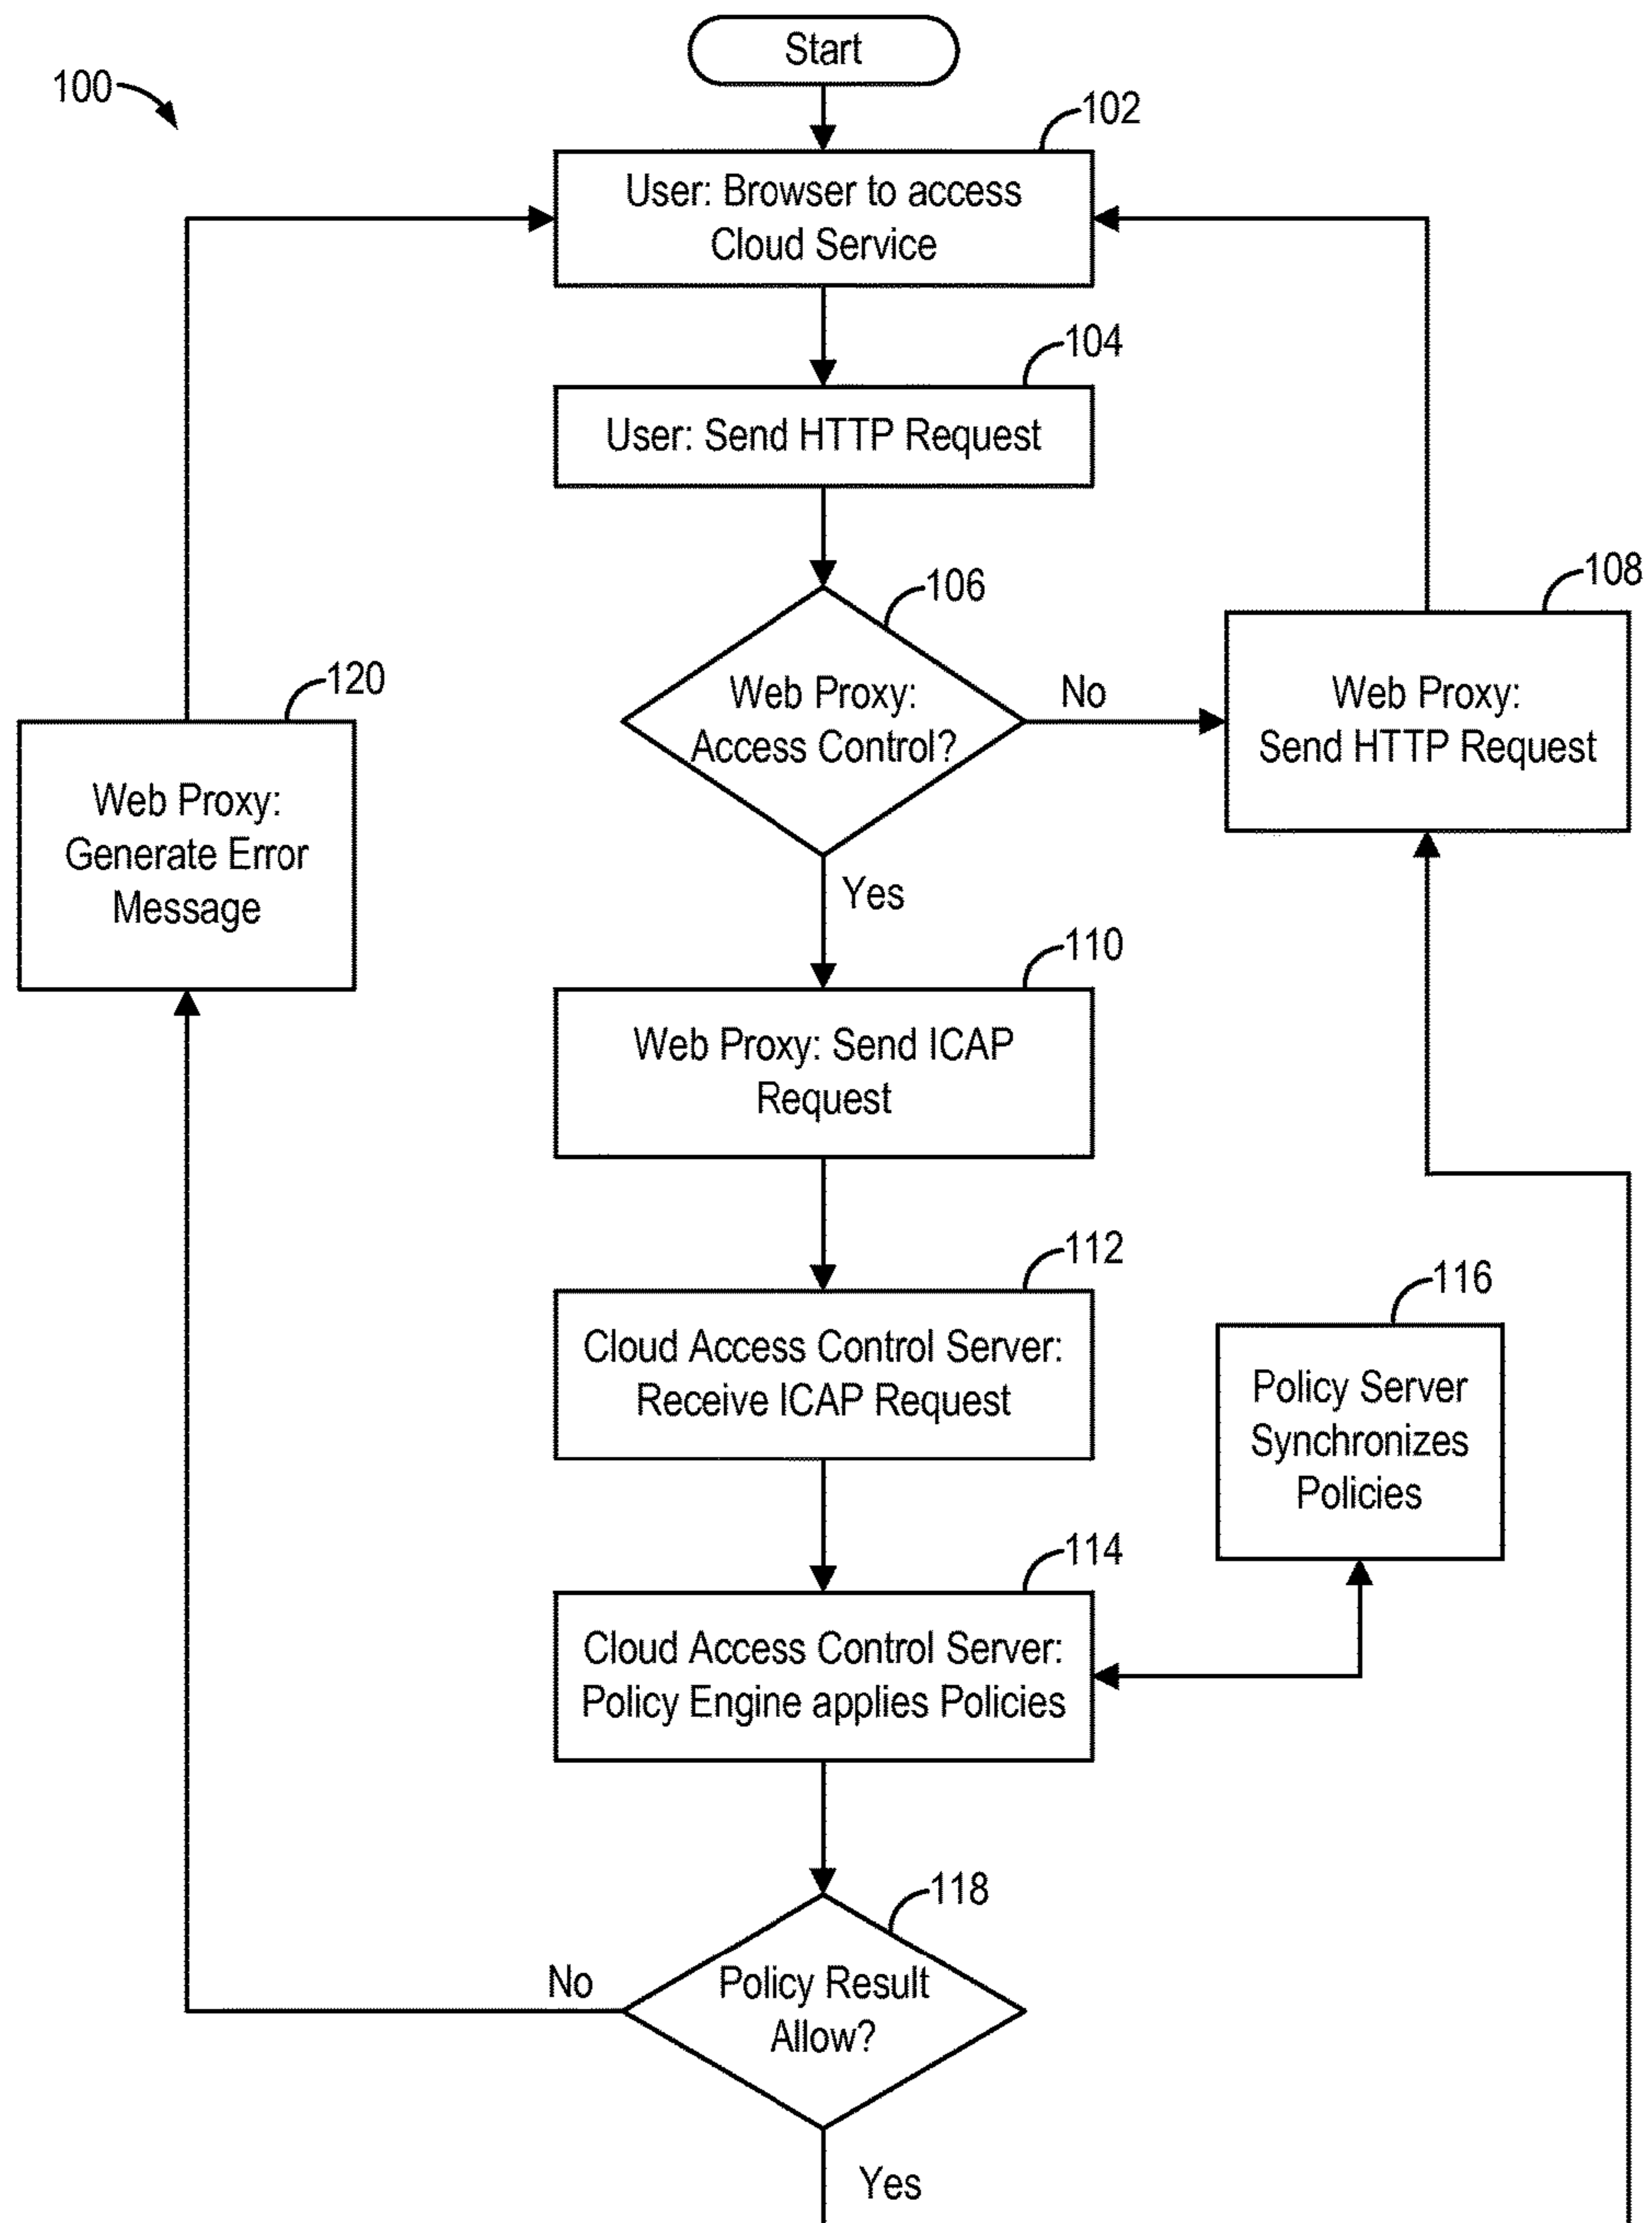 Start
100
102
User: Browser to access
Cloud Service
104
User: Send HTTP Request
106
Web Proxy:
Access Control?
No
108
Web Proxy:
Send HTTP Request
120
Web Proxy:
Generate Error
Message
Yes
110
Web Proxy: Send ICAP
Request
112
Cloud Access Control Server:
Receive ICAP Request
116
Policy Server
Synchronizes
Policies
114
Cloud Access Control Server:
Policy Engine applies Policies
118
Policy Result
Allow?
No
Yes